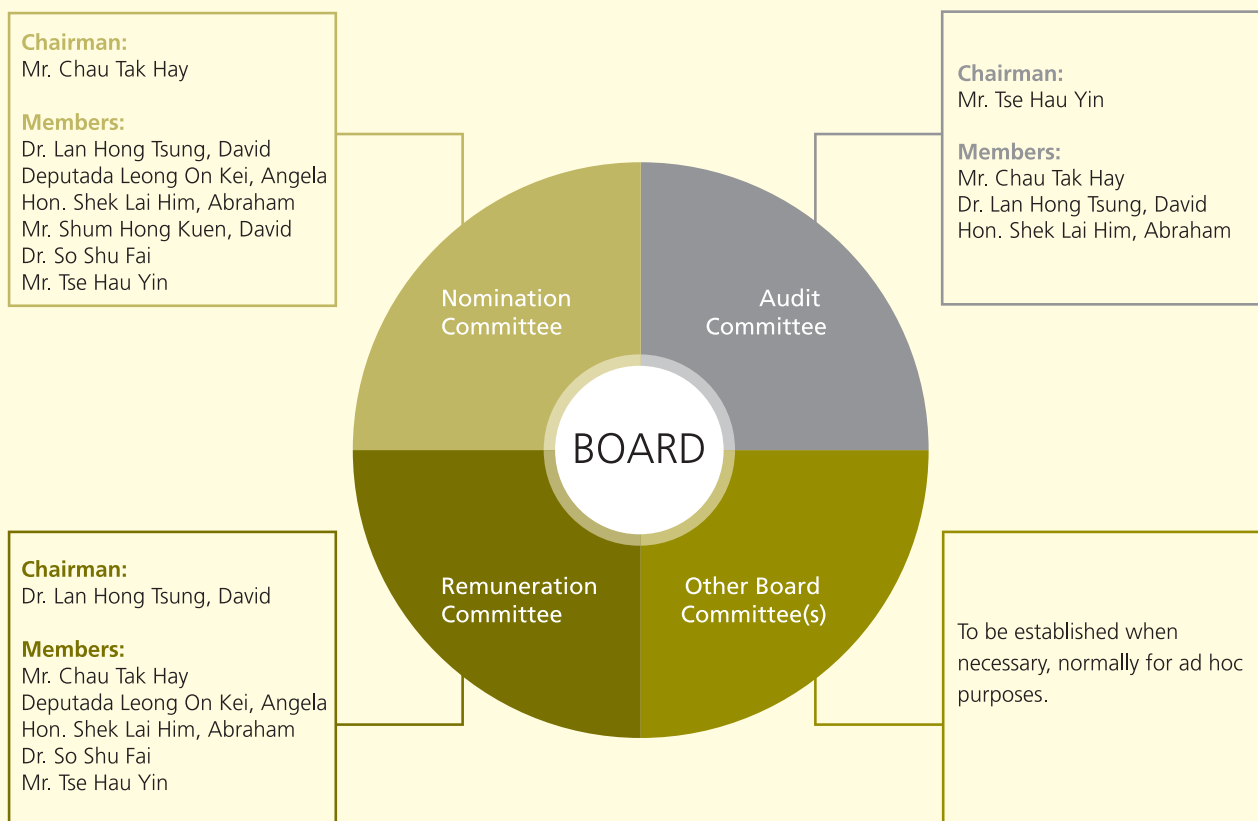 Chairman:
Mr. Chau Tak Hay
Members:
Dr. Lan Hong Tsung, David
Deputada Leong On Kei, Angela
Hon. Shek Lai Him, Abraham
Mr. Shum Hong Kuen, David
Dr. So Shu Fai
Mr. Tse Hau Yin
Chairman:
Mr. Tse Hau Yin
Members:
Mr. Chau Tak Hay
Dr. Lan Hong Tsung, David
Hon. Shek Lai Him, Abraham
Nomination
Committee
Audit
Committee
BOARD
Remuneration
Committee
Other Board
Committee(s)
Chairman:
Dr. Lan Hong Tsung, David
Members:
Mr. Chau Tak Hay
Deputada Leong On Kei, Angela
Hon. Shek Lai Him, Abraham
Dr. So Shu Fai
Mr. Tse Hau Yin
To be established when
necessary, normally for ad hoc
purposes.